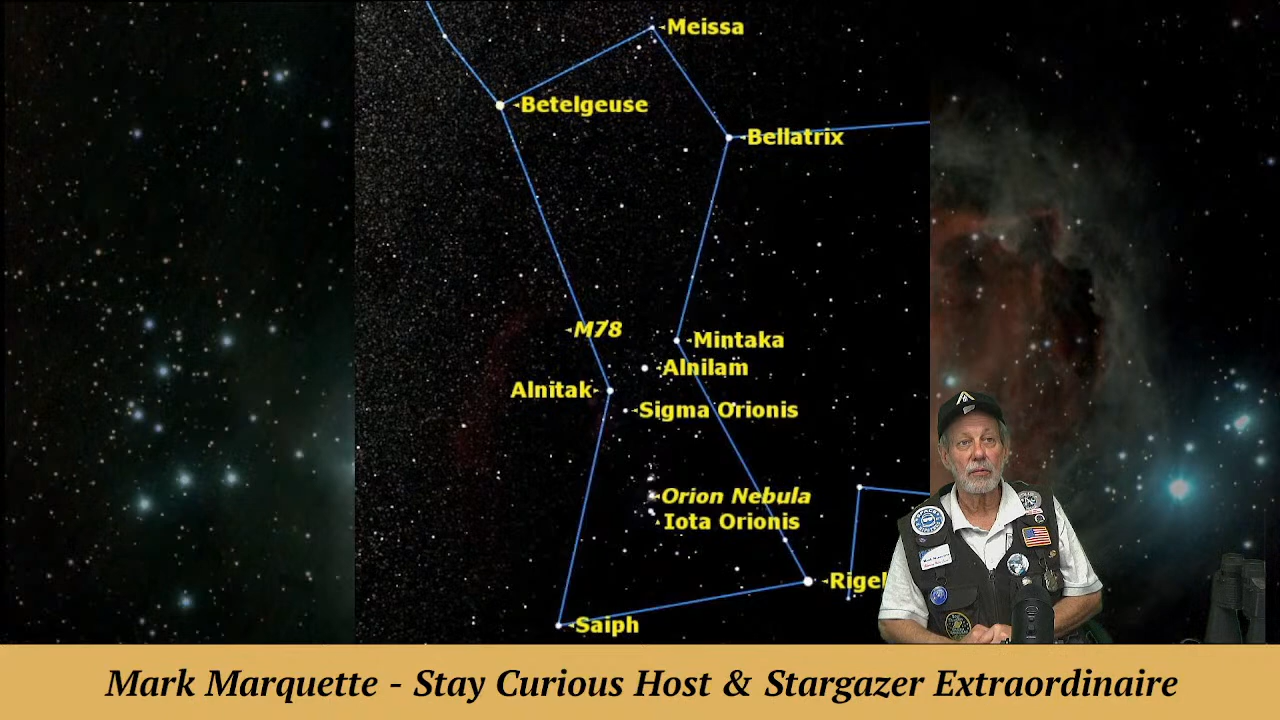 Meissa
Betelgeuse
Bellatrix
M78
Mintaka
Alnilam
Alnitak
Sigma Orionis
Orion Nebula
Iota Orionis
Rigel
Saiph
Mark Marquette - Stay Curious Host & Stargazer Extraordinaire